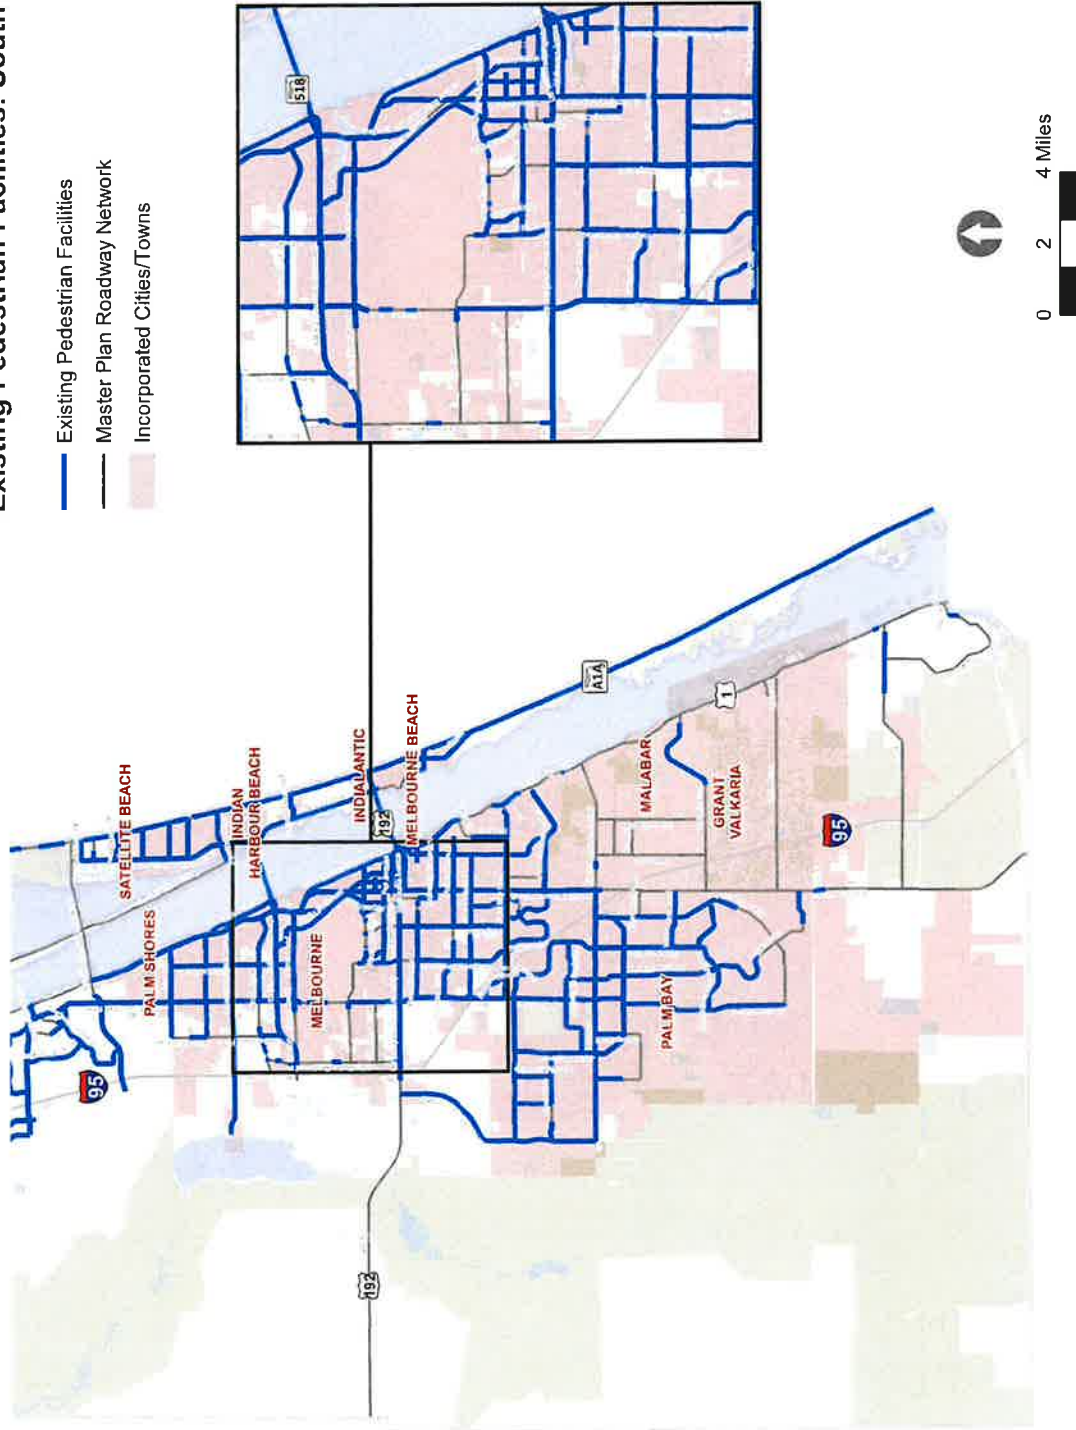 Existing Pedestrian Facilities: South
Existing Pedestrian Facilities
Master Plan Roadway Network
Incorporated Cities/Towns
518
SATELLITE BEACH
INDIAN
HARBOUR BEACH
INDIALANTIC
MELBOURNE BEACH
PALM SHORES
MELBOURNE
PALM BAY
MALABAR
GRANT
VALKARIA
95
192
192
A1A
1
95
0 2 4 Miles